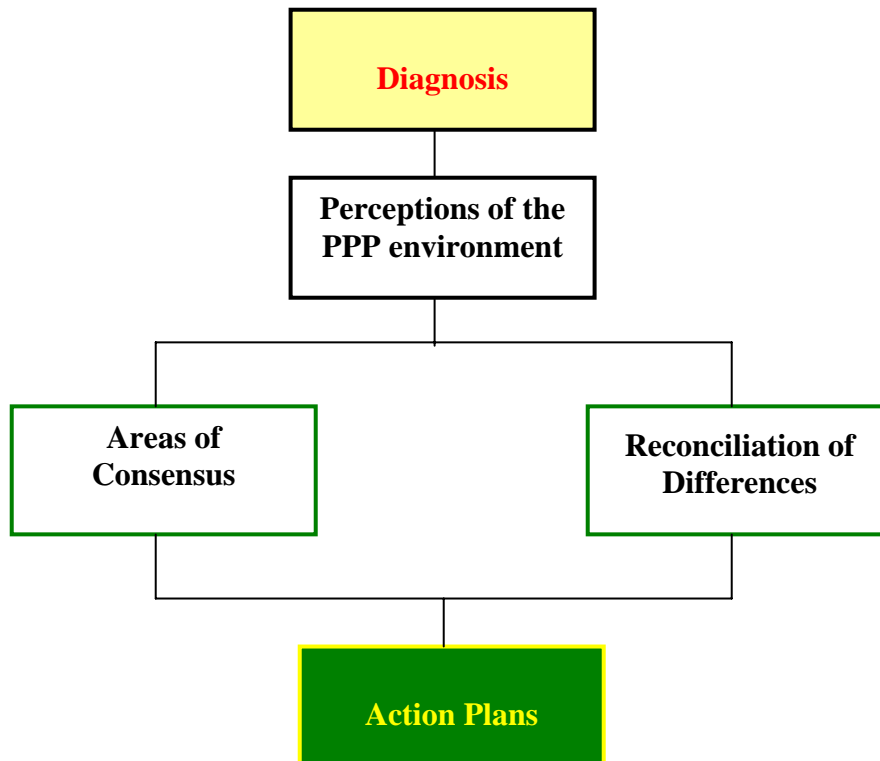 Diagnosis
Perceptions of the
PPP environment
Areas of
Consensus
Reconciliation of
Differences
Action Plans